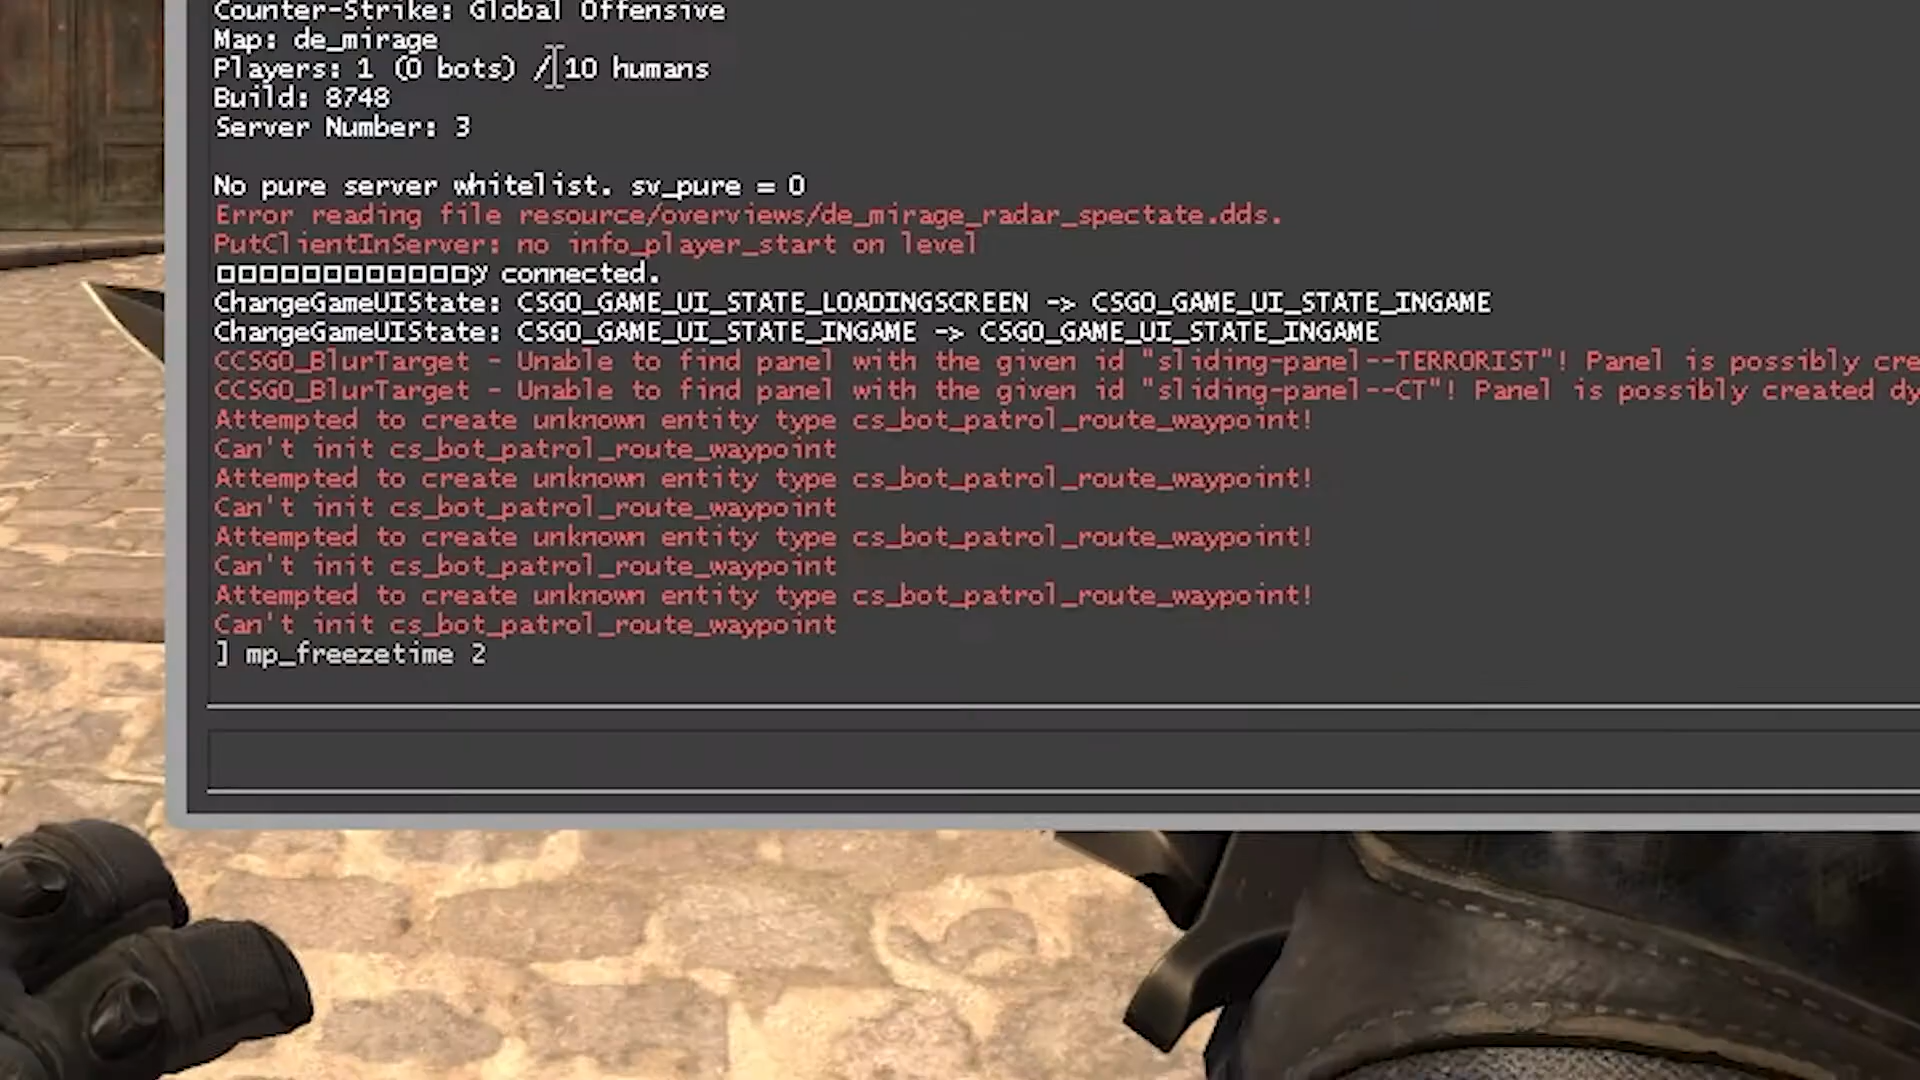 Counter-Strike: Global Offensive
Map: de_mirage
Players: 1 (0 bots) / 10 humans
Build: 8748
Server Number: 3
No pure server whitelist. sv_pure = 0
Error reading file resource/overviews/de_mirage_radar_spectate.dds.
PutClientInServer: no info_player_start on level
□□□□□□□□□□□□y connected.
ChangeGameUIState: CSGO_GAME_UI_STATE_LOADINGSCREEN -> CSGO_GAME_UI_STATE_INGAME
ChangeGameUIState: CSGO_GAME_UI_STATE_INGAME -> CSGO_GAME_UI_STATE_INGAME
CCSGO_BlurTarget - Unable to find panel with the given id "sliding-panel--TERRORIST"! Panel is possibly cre
CCSGO_BlurTarget - Unable to find panel with the given id "sliding-panel--CT"! Panel is possibly created dy
Attempted to create unknown entity type cs_bot_patrol_route_waypoint!
Can't init cs_bot_patrol_route_waypoint
Attempted to create unknown entity type cs_bot_patrol_route_waypoint!
Can't init cs_bot_patrol_route_waypoint
Attempted to create unknown entity type cs_bot_patrol_route_waypoint!
Can't init cs_bot_patrol_route_waypoint
Attempted to create unknown entity type cs_bot_patrol_route_waypoint!
Can't init cs_bot_patrol_route_waypoint
] mp_freezetime 2